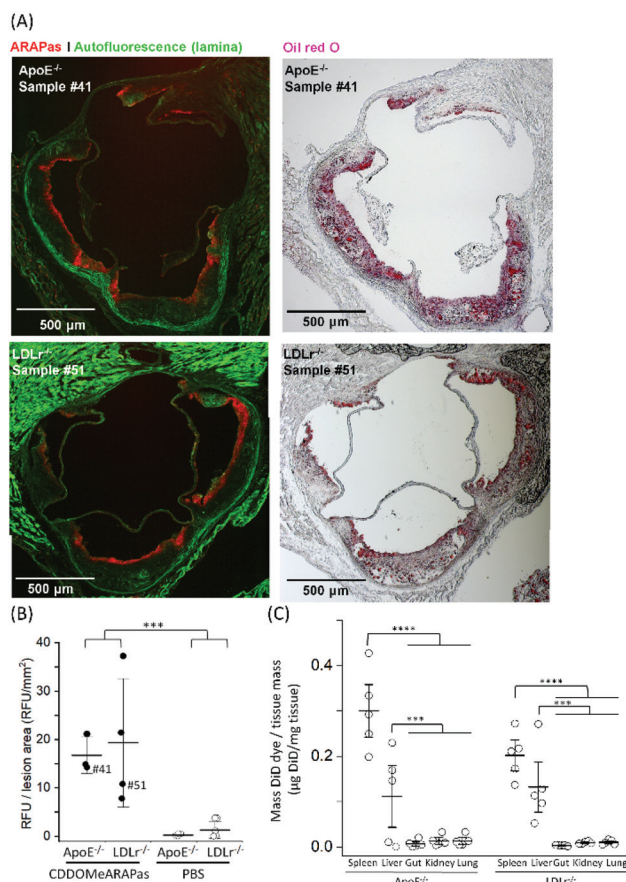 (A)
ARAPas I Autofluorescence (lamina)
Oil red O
ApoE-/-
Sample #41
500 µm
ApoE-/-
Sample #41
500 µm
LDLr-/-
Sample #51
500 µm
LDLr-/-
Sample #51
500 µm
(B)
RFU / lesion area (RFU/mm²)
40
30
20
10
0
***
#41
#51
ApoE-/- LDLr-/- ApoE-/- LDLr-/-
CDDOMeARAPas PBS
(C)
Mass DiD dye / tissue mass
(µg DiD/mg tissue)
0.4
0.2
0.0
****
***
****
***
Spleen Liver Gut Kidney Lung Spleen Liver Gut Kidney Lung
ApoE-/- LDLr-/-